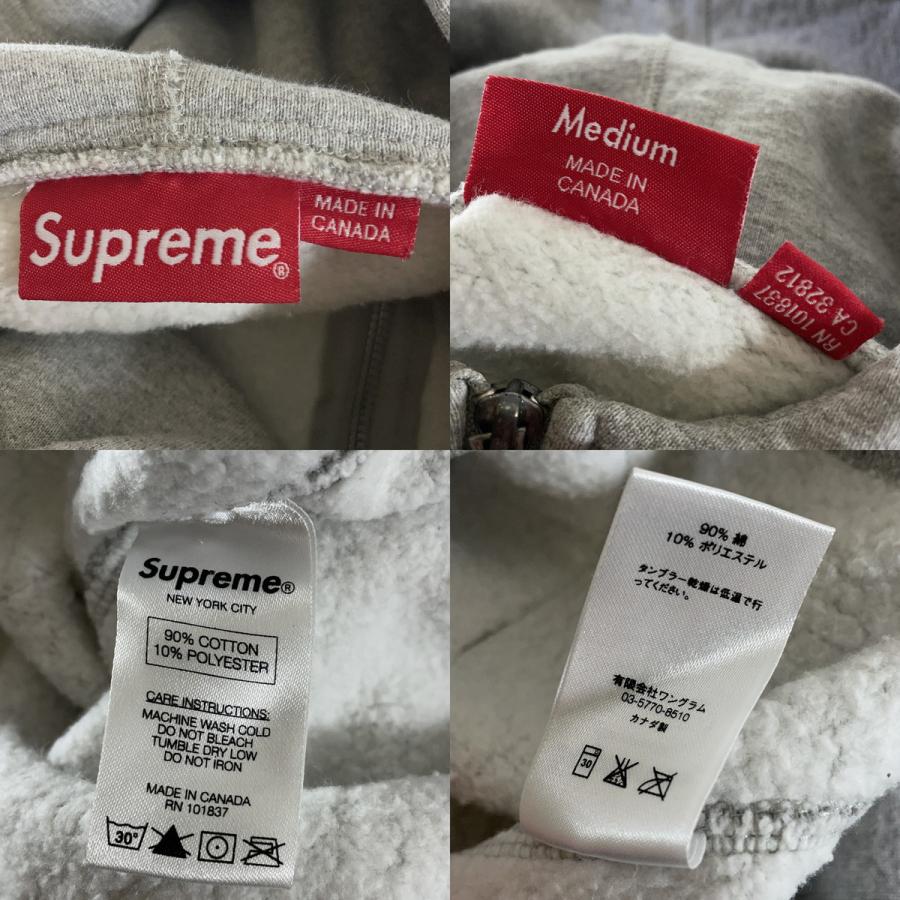 Supreme®
MADE IN
CANADA
Medium
MADE IN
CANADA
RN 101837
CA 32812
Supreme®
NEW YORK CITY
90% COTTON
10% POLYESTER
CARE INSTRUCTIONS:
MACHINE WASH COLD
DO NOT BLEACH
TUMBLE DRY LOW
DO NOT IRON
MADE IN CANADA
RN 101837
30°
90% 綿
10% ポリエステル
タンブラー乾燥は低温で行
ってください。
有限会社ワングラム
03-5770-8510
カナダ製
30